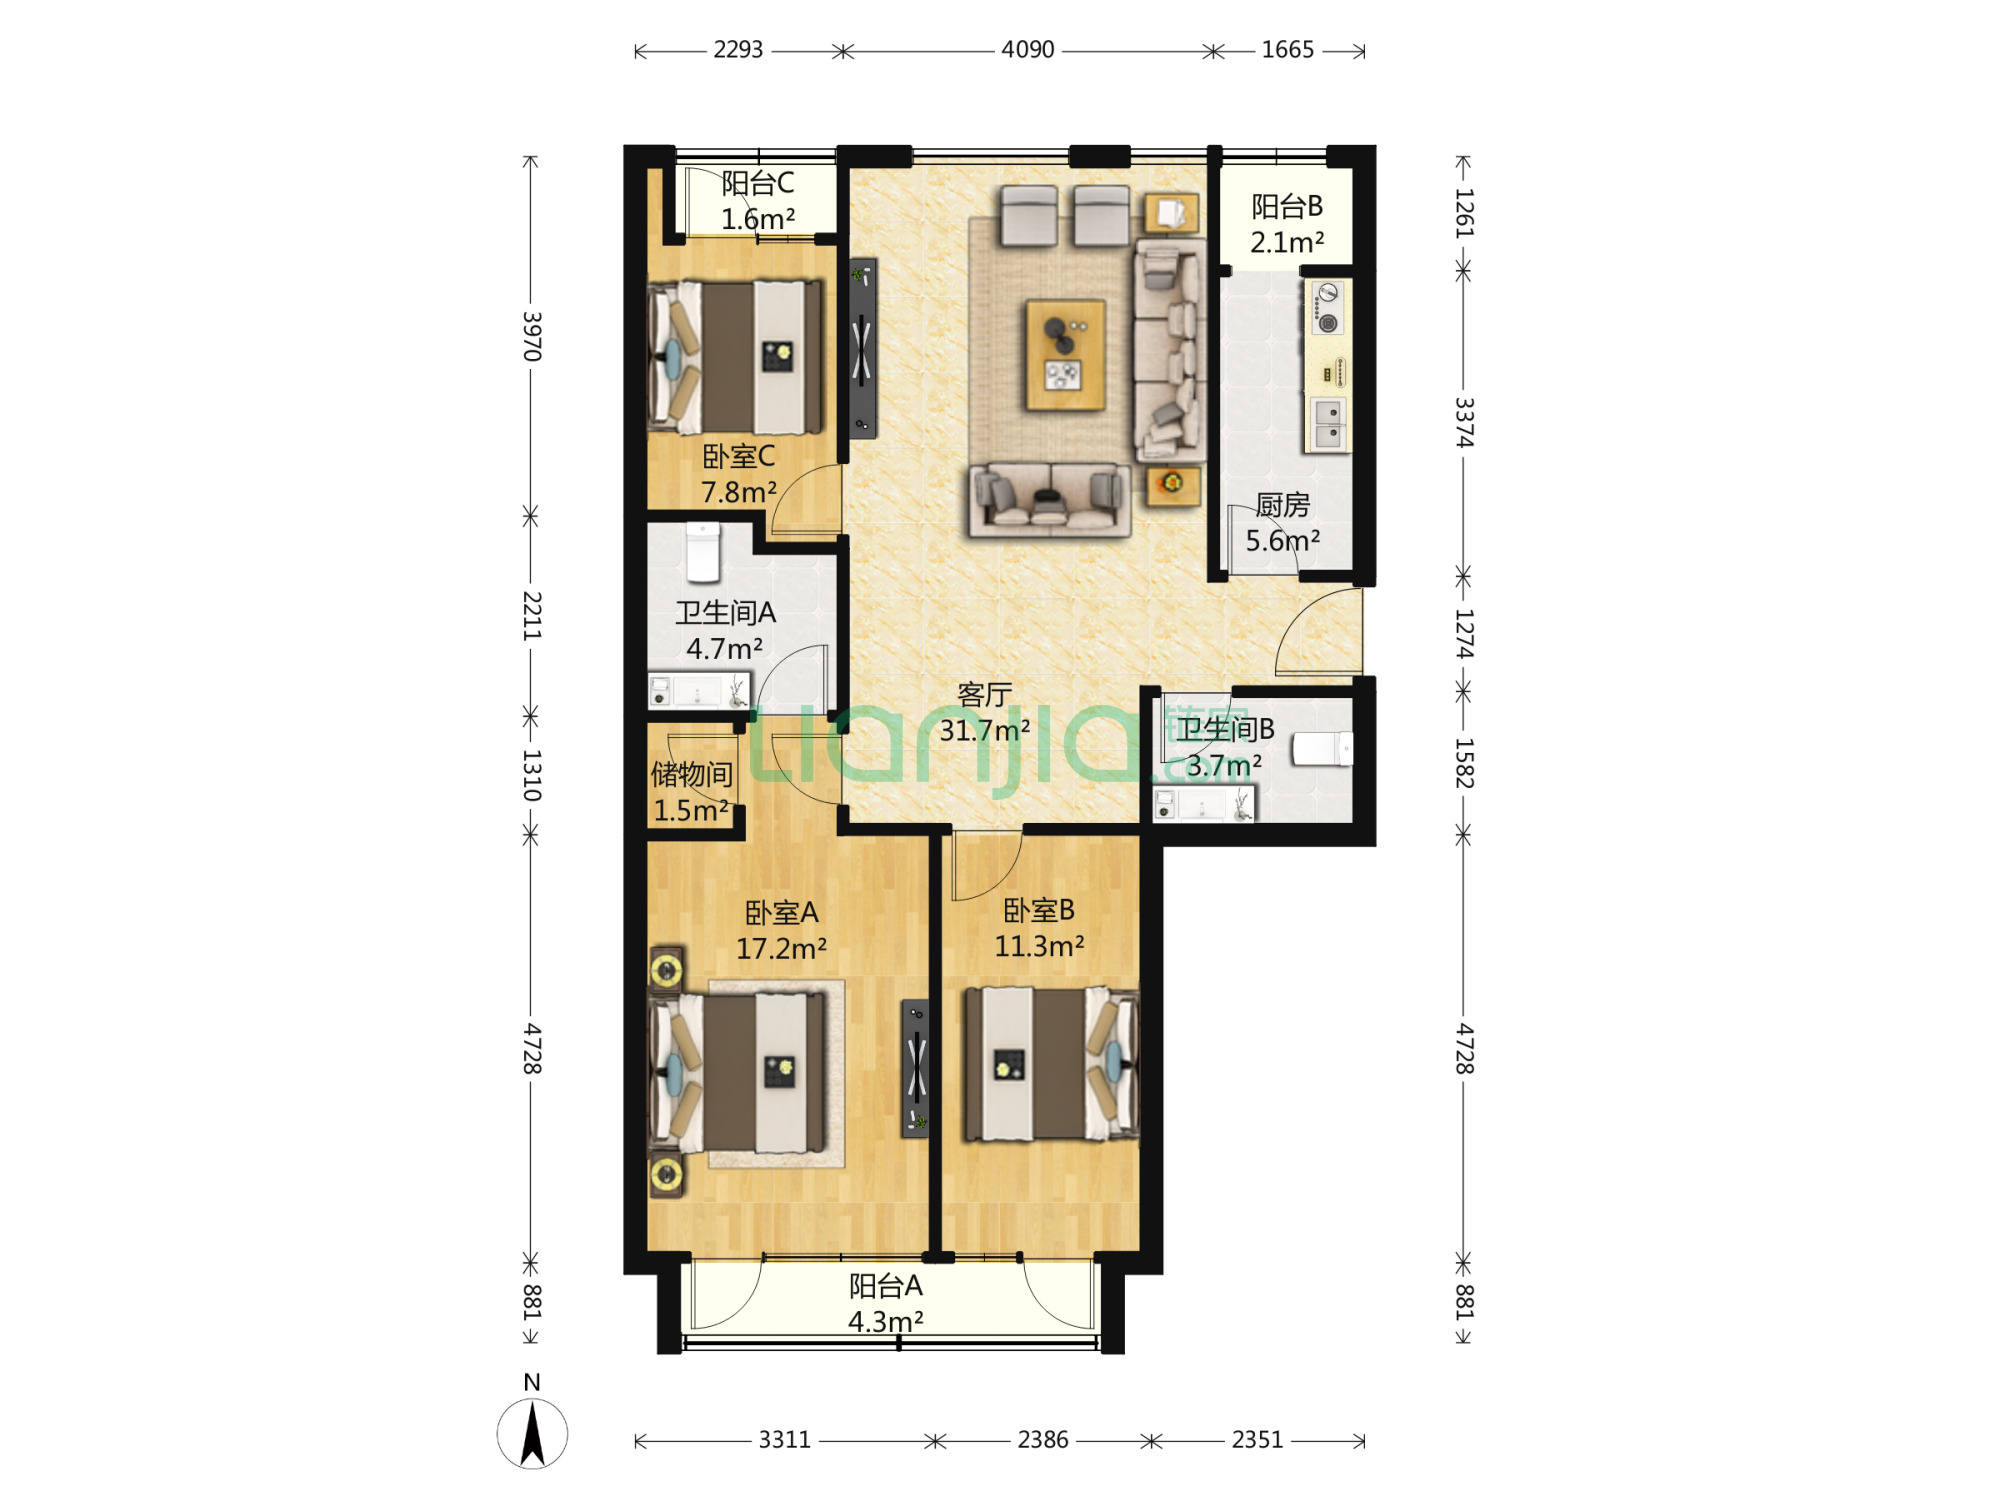 2293
4090
1665
阳台C
1.6m²
阳台B
2.1m²
1261
3970
3374
卧室C
7.8m²
厨房
5.6m²
卫生间A
4.7m²
2211
1274
客厅
31.7m²
lianjia
链家
.com
卫生间B
3.7m²
1582
储物间
1.5m²
1310
卧室A
17.2m²
卧室B
11.3m²
4728
4728
阳台A
4.3m²
881
881
N
3311
2386
2351